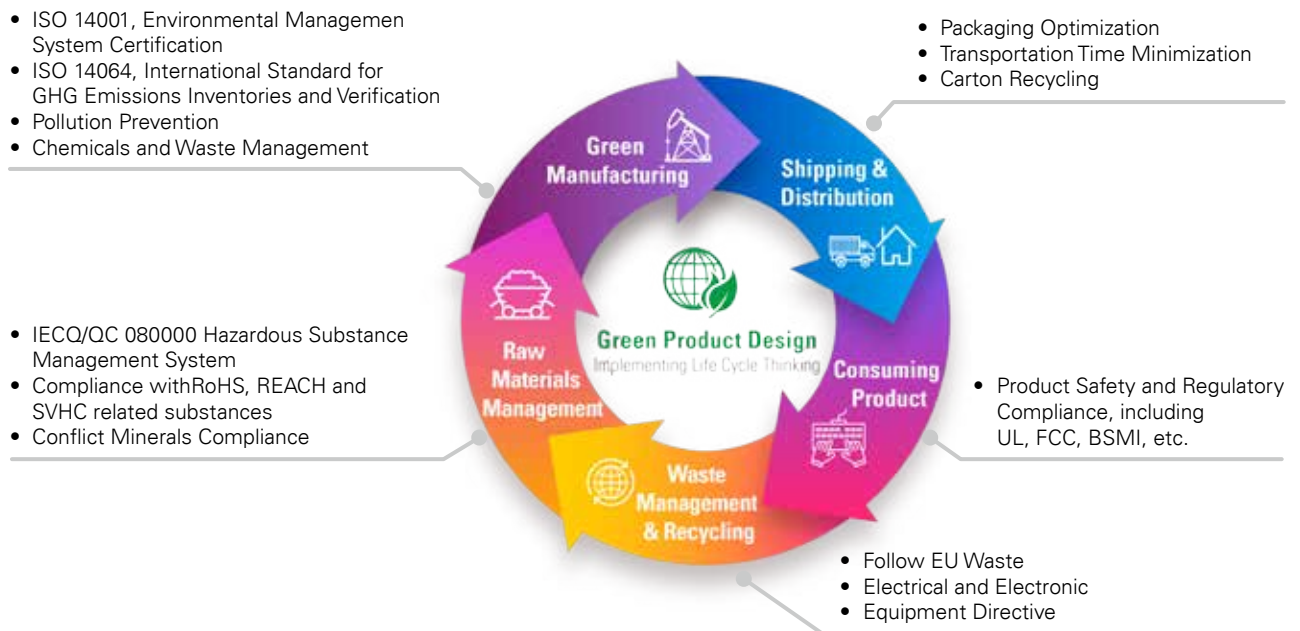 • ISO 14001, Environmental Managemen
System Certification
• ISO 14064, International Standard for
GHG Emissions Inventories and Verification
• Pollution Prevention
• Chemicals and Waste Management
• Packaging Optimization
• Transportation Time Minimization
• Carton Recycling
Green
Manufacturing
Shipping &
Distribution
Green Product Design
Implementing Life Cycle Thinking
Raw
Materials
Management
Consuming
Product
Waste
Management
& Recycling
• IECQ/QC 080000 Hazardous Substance
Management System
• Compliance withRoHS, REACH and
SVHC related substances
• Conflict Minerals Compliance
• Product Safety and Regulatory
Compliance, including
UL, FCC, BSMI, etc.
• Follow EU Waste
• Electrical and Electronic
• Equipment Directive